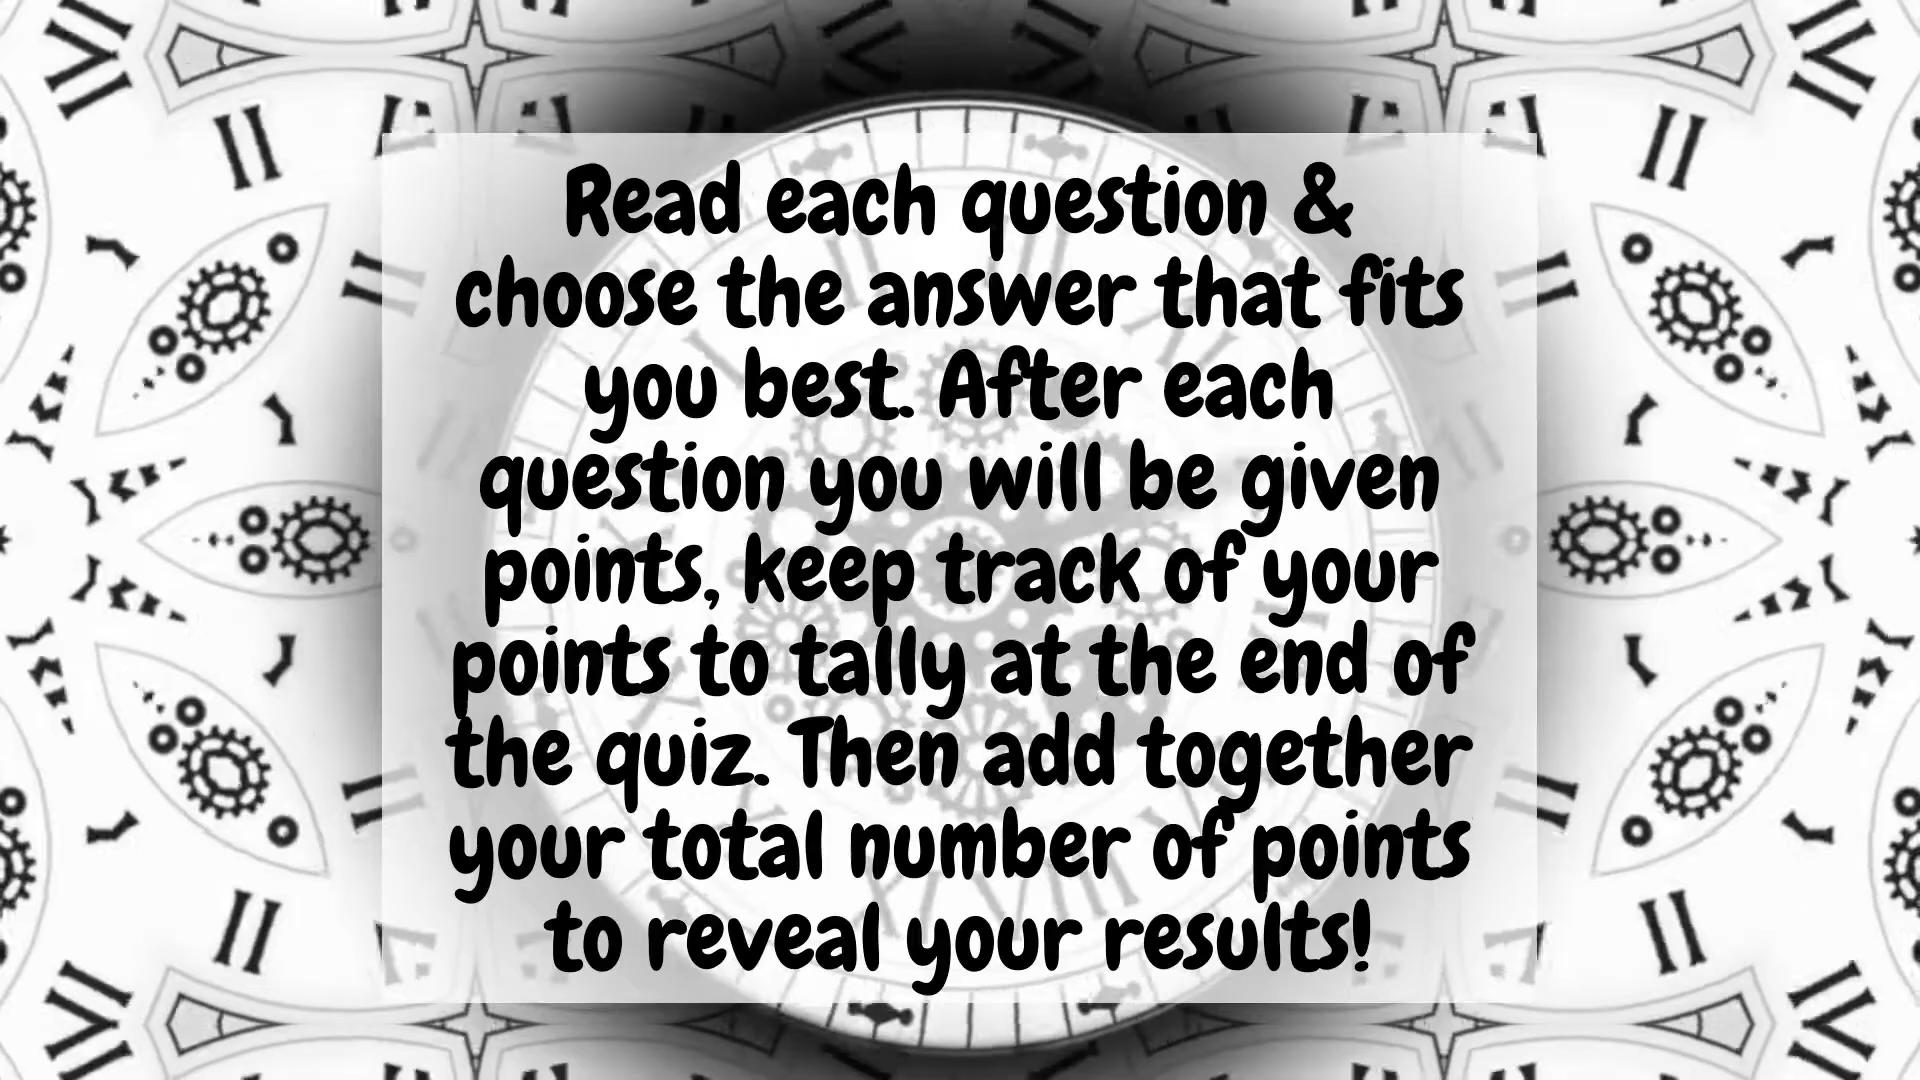 Read each question &
choose the answer that fits
you best. After each
question you will be given
points, keep track of your
points to tally at the end of
the quiz. Then add together
your total number of points
to reveal your results!